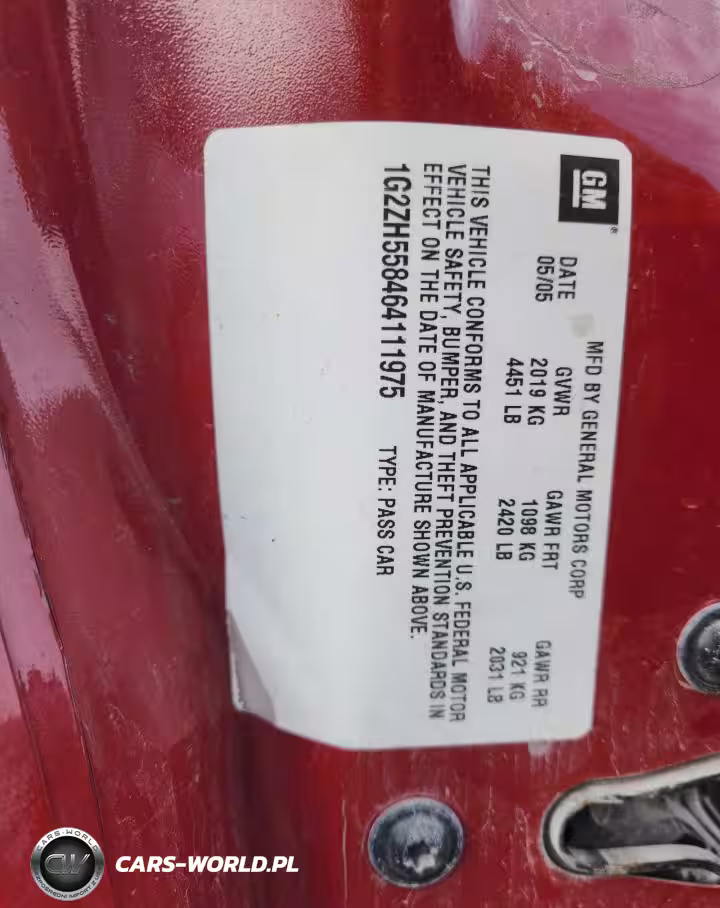 GM®
MFD BY GENERAL MOTORS CORP
DATE GVWR GAWR FRT GAWR RR
05/05 2019 KG 1098 KG 921 KG
4451 LB 2420 LB 2031 LB
THIS VEHICLE CONFORMS TO ALL APPLICABLE U.S. FEDERAL MOTOR
VEHICLE SAFETY, BUMPER, AND THEFT PREVENTION STANDARDS IN
EFFECT ON THE DATE OF MANUFACTURE SHOWN ABOVE.
1G2ZH558464111975 TYPE: PASS CAR
CARS-WORLD
CW
CARS-WORLD.PL